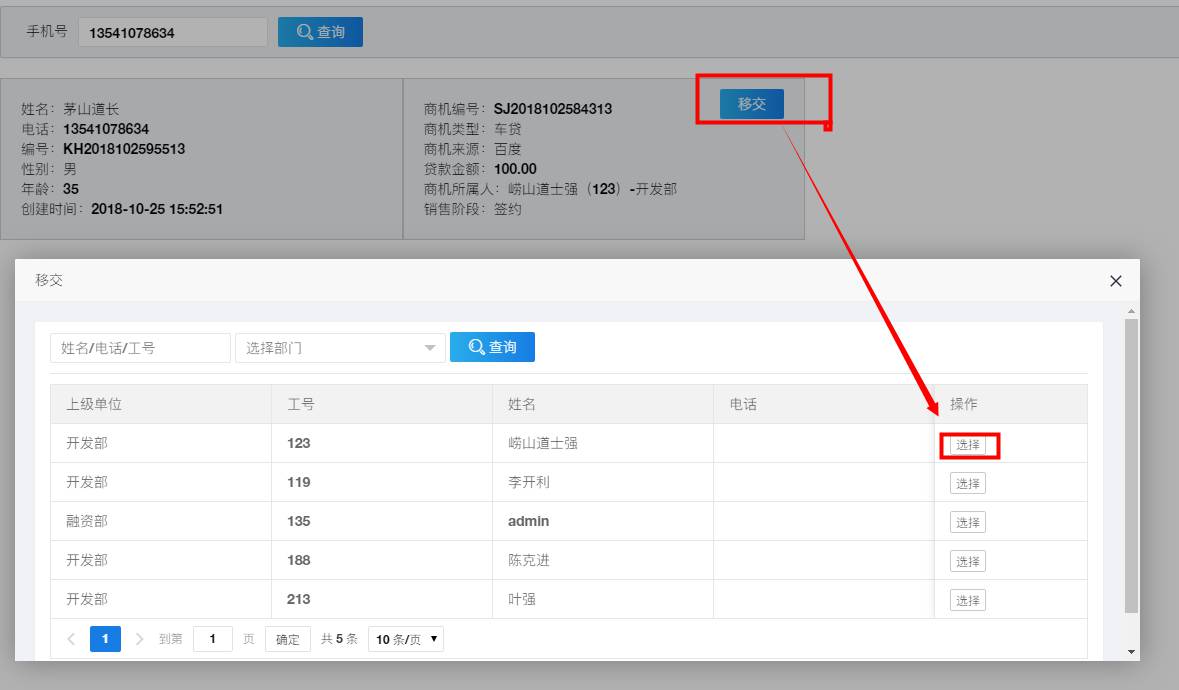 手机号 13541078634 查询
移交
姓名：茅山道长
电话：13541078634
编号：KH2018102595513
性别：男
年龄：35
创建时间：2018-10-25 15:52:51
商机编号：SJ2018102584313
商机类型：车贷
商机来源：百度
贷款金额：100.00
商机所属人：崂山道士强（123）-开发部
销售阶段：签约
移交
姓名/电话/工号 选择部门 查询
上级单位 工号 姓名 电话 操作
开发部 123 崂山道士强 选择
开发部 119 李开利 选择
融资部 135 admin 选择
开发部 188 陈克进 选择
开发部 213 叶强 选择
1 到第 1 页 确定 共 5 条 10 条/页